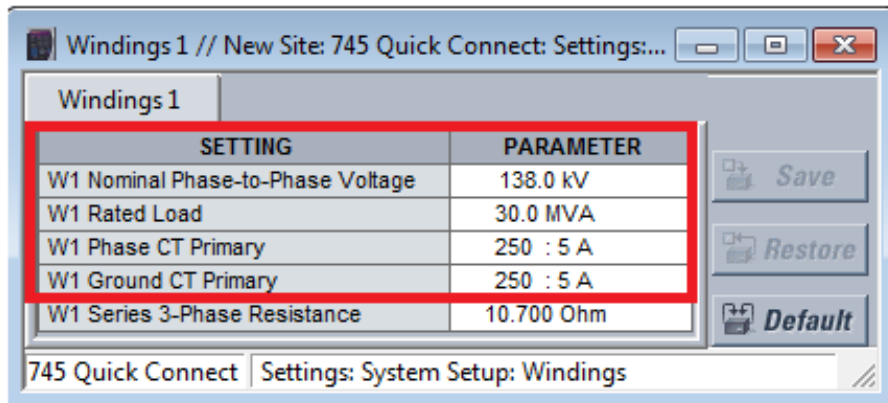 Windings 1 // New Site: 745 Quick Connect: Settings:...
Windings 1
SETTING PARAMETER
W1 Nominal Phase-to-Phase Voltage 138.0 kV
W1 Rated Load 30.0 MVA
W1 Phase CT Primary 250 : 5 A
W1 Ground CT Primary 250 : 5 A
W1 Series 3-Phase Resistance 10.700 Ohm
Save
Restore
Default
745 Quick Connect Settings: System Setup: Windings